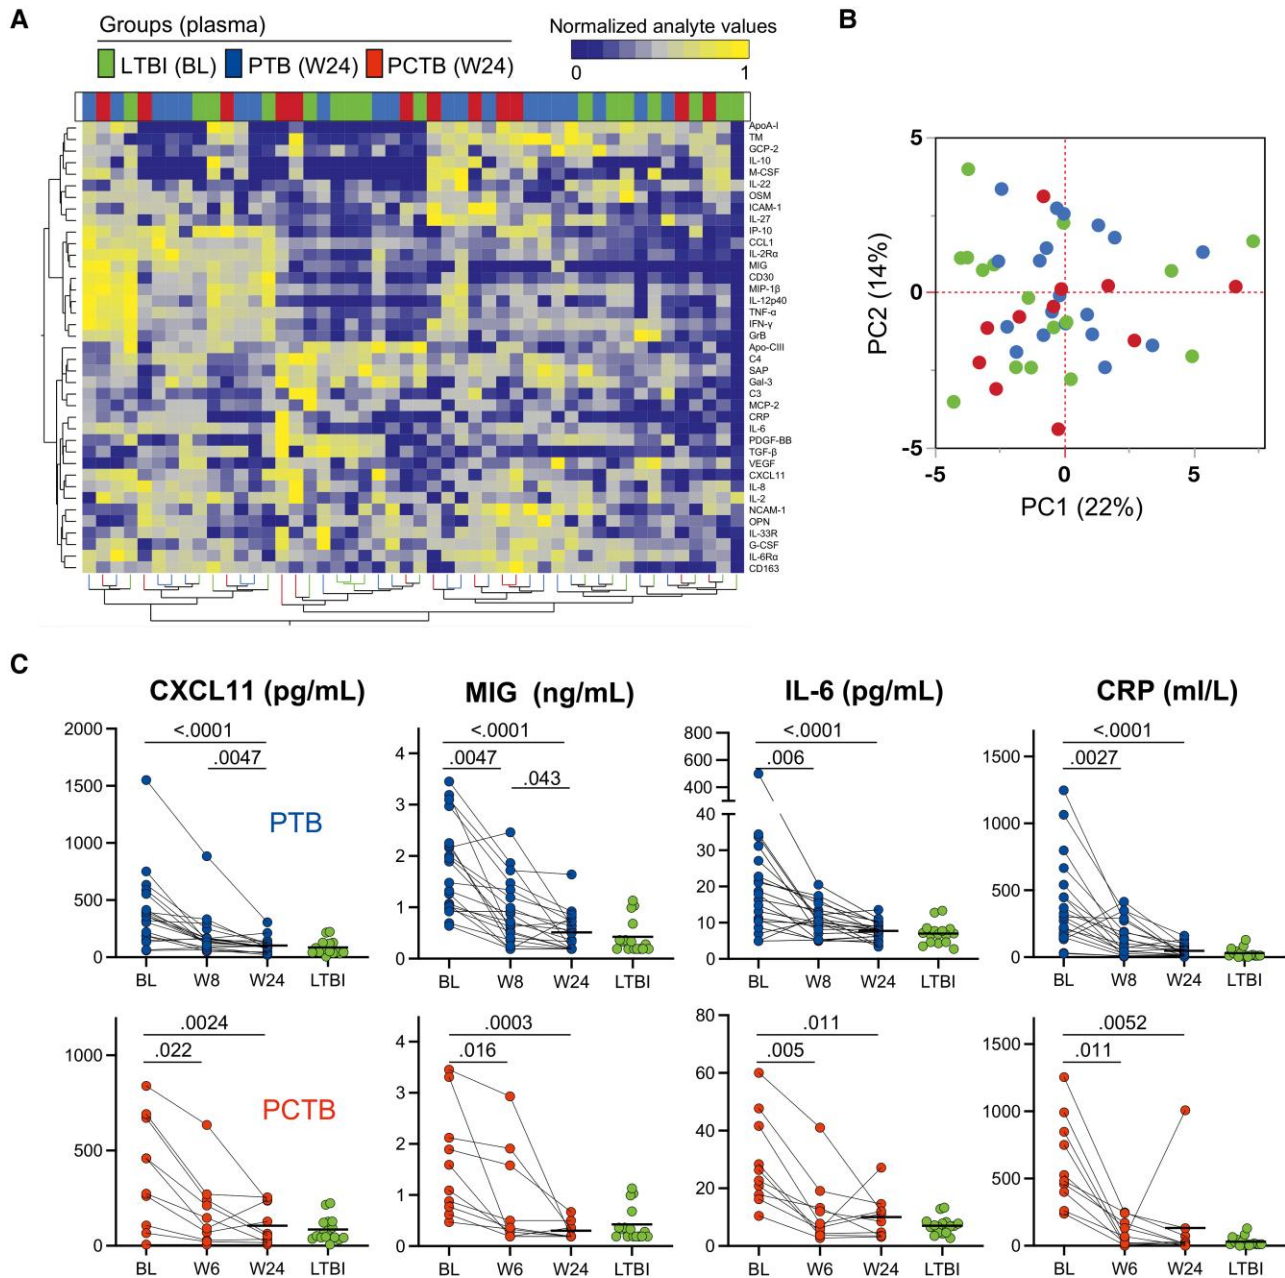 A
Groups (plasma)
LTBI (BL) PTB (W24) PCTB (W24)
Normalized analyte values
0 1
ApoA-I
TM
GCP-2
IL-10
M-CSF
IL-22
OSM
ICAM-1
IL-27
IP-10
CCL1
IL-2Rα
MIG
CD30
MIP-1β
IL-12p40
TNF-α
IFN-γ
GrB
Apo-CIII
C4
SAP
Gal-3
C3
MCP-2
CRP
IL-6
PDGF-BB
TGF-β
VEGF
CXCL11
IL-8
IL-2
NCAM-1
OPN
IL-33R
G-CSF
IL-6Rα
CD163
B
5
0
-5
PC2 (14%)
-5 0 5
PC1 (22%)
C
CXCL11 (pg/mL)
2000
1500
1000
500
0
<.0001
.0047
PTB
BL W8 W24 LTBI
MIG (ng/mL)
4
3
2
1
0
<.0001
.0047
.043
BL W8 W24 LTBI
IL-6 (pg/mL)
800
600
400
40
30
20
10
0
<.0001
.006
BL W8 W24 LTBI
CRP (ml/L)
1500
1000
500
0
<.0001
.0027
BL W8 W24 LTBI
1000
500
0
.0024
.022
PCTB
BL W6 W24 LTBI
4
3
2
1
0
.0003
.016
BL W6 W24 LTBI
80
60
40
20
0
.011
.005
BL W6 W24 LTBI
1500
1000
500
0
.0052
.011
BL W6 W24 LTBI